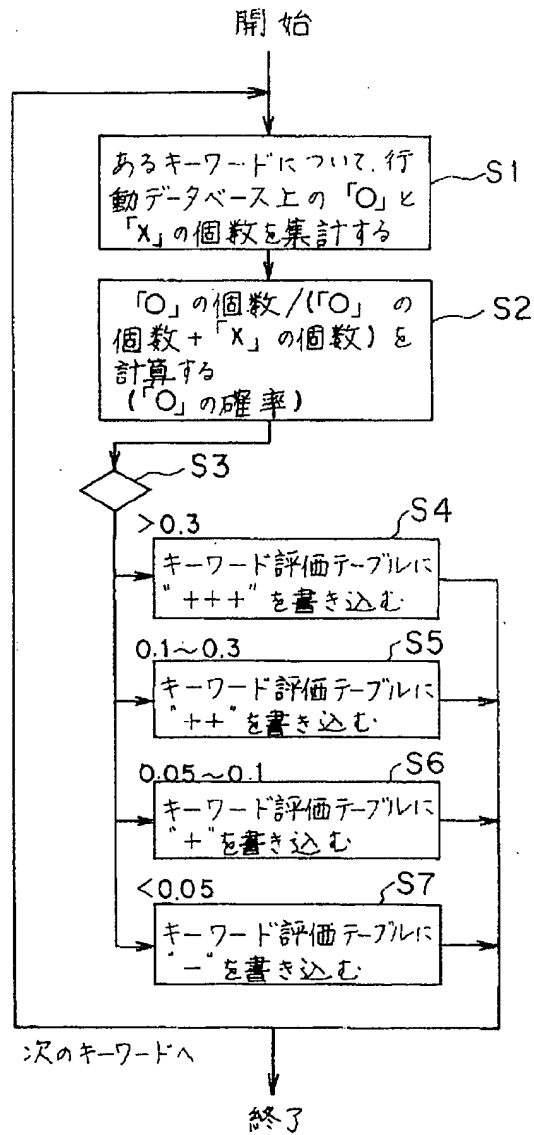 開始
あるキーワードについて、行
動データベース上の「〇」と
「×」の個数を集計する
S1
「〇」の個数/(「〇」の
個数+「×」の個数)を
計算する
(「〇」の確率)
S2
S3
>0.3
S4
キーワード評価テーブルに
"+++"を書き込む
0.1~0.3
S5
キーワード評価テーブルに
"++"を書き込む
0.05~0.1
S6
キーワード評価テーブルに
"+"を書き込む
<0.05
S7
キーワード評価テーブルに
"-"を書き込む
次のキーワードへ
終了